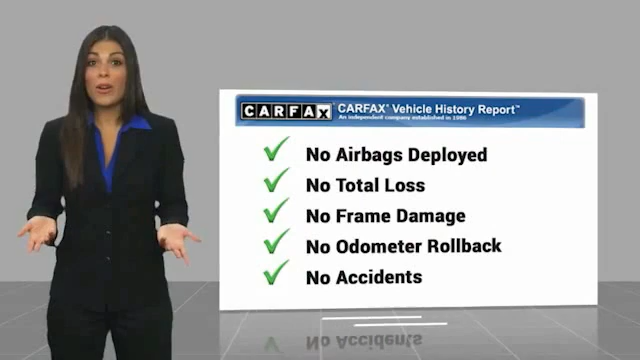 CARFAX CARFAX® Vehicle History Report™
An independent company established in 1986
No Airbags Deployed
No Total Loss
No Frame Damage
No Odometer Rollback
No Accidents